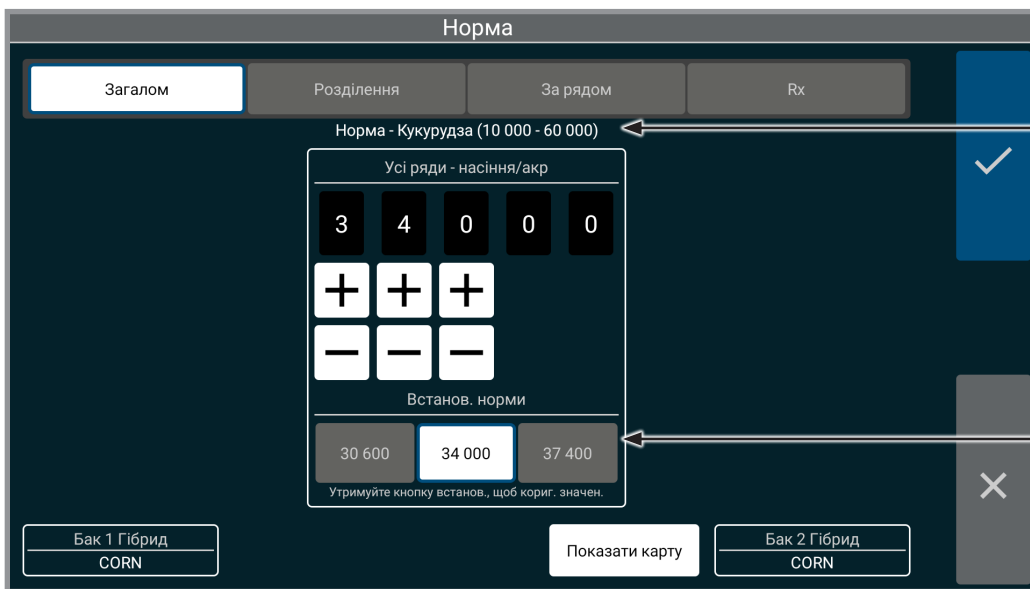 Норма
Загалом
Розділення
За рядом
Rx
Норма - Кукурудза (10 000 - 60 000)
Усі ряди - насіння/акр
3 4 0 0 0
Встанов. норми
30 600
34 000
37 400
Утримуйте кнопку встанов., щоб кориг. значен.
Бак 1 Гібрид
CORN
Показати карту
Бак 2 Гібрид
CORN